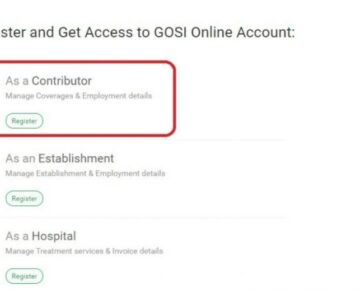 ster and Get Access to GOSI Online Account:
As a Contributor
Manage Coverages & Employment details
Register
As an Establishment
Manage Establishment & Employment details
Register
As a Hospital
Manage Treatment services & Invoice details
Register